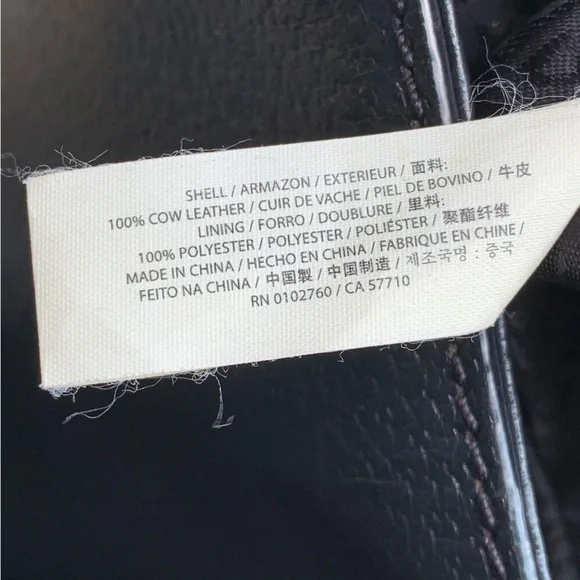 SHELL / ARMAZON / EXTERIEUR / 面料:
100% COW LEATHER / CUIR DE VACHE / PIEL DE BOVINO / 牛皮
LINING / FORRO / DOUBLURE / 里料:
100% POLYESTER / POLYESTER / POLIÉSTER / 聚酯纤维
MADE IN CHINA / HECHO EN CHINA / FABRIQUE EN CHINE /
FEITO NA CHINA / 中國製 / 中国制造 / 제조국명 : 중국
RN 0102760 / CA 57710